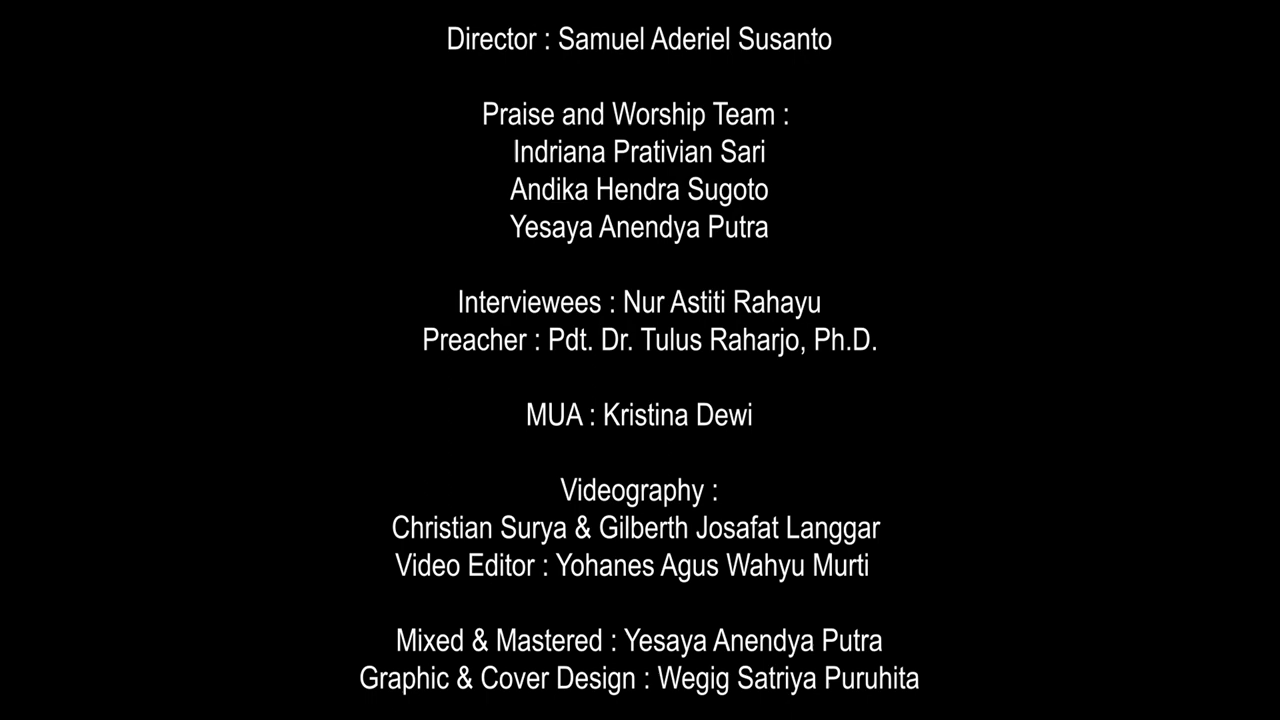 Director : Samuel Aderiel Susanto
Praise and Worship Team :
Indriana Prativian Sari
Andika Hendra Sugoto
Yesaya Anendya Putra
Interviewees : Nur Astiti Rahayu
Preacher : Pdt. Dr. Tulus Raharjo, Ph.D.
MUA : Kristina Dewi
Videography :
Christian Surya & Gilberth Josafat Langgar
Video Editor : Yohanes Agus Wahyu Murti
Mixed & Mastered : Yesaya Anendya Putra
Graphic & Cover Design : Wegig Satriya Puruhita